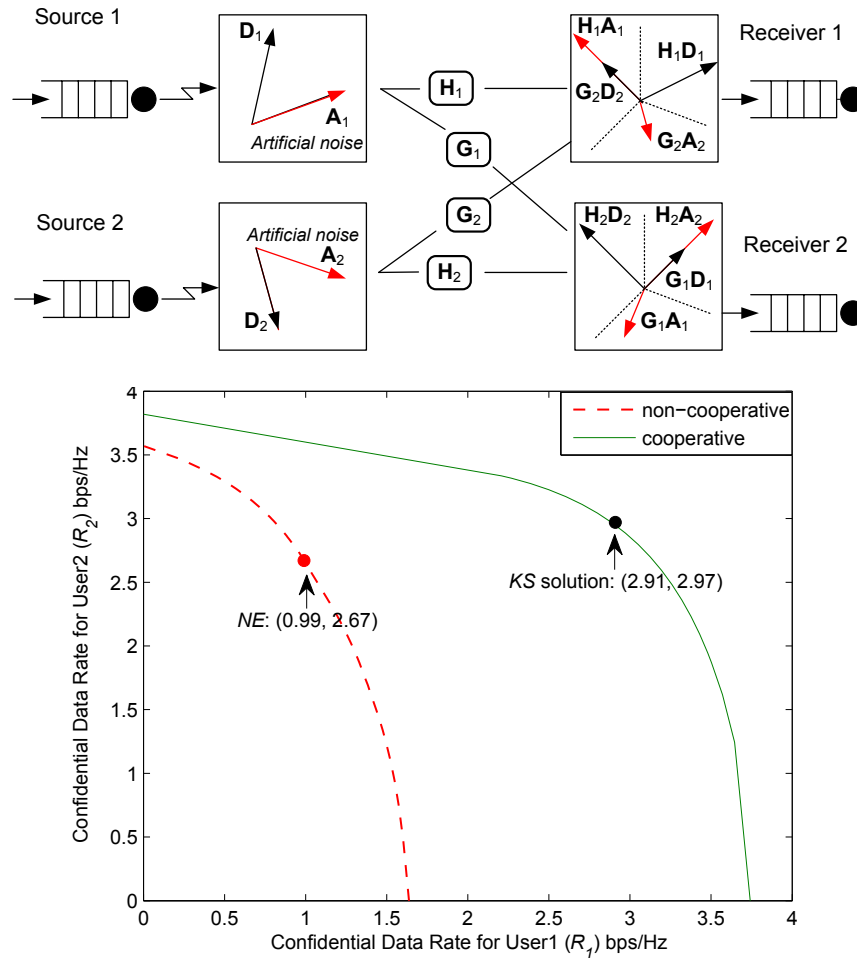 Source 1
D1
A1
Artificial noise
H1
G1
H1A1
H1D1
G2D2
G2A2
Receiver 1
Source 2
Artificial noise
A2
D2
G2
H2
H2D2
H2A2
G1D1
G1A1
Receiver 2
4
3.5
3
2.5
2
1.5
1
0.5
0
Confidential Data Rate for User2 (R2) bps/Hz
non−cooperative
cooperative
NE: (0.99, 2.67)
KS solution: (2.91, 2.97)
0
0.5
1
1.5
2
2.5
3
3.5
4
Confidential Data Rate for User1 (R1) bps/Hz